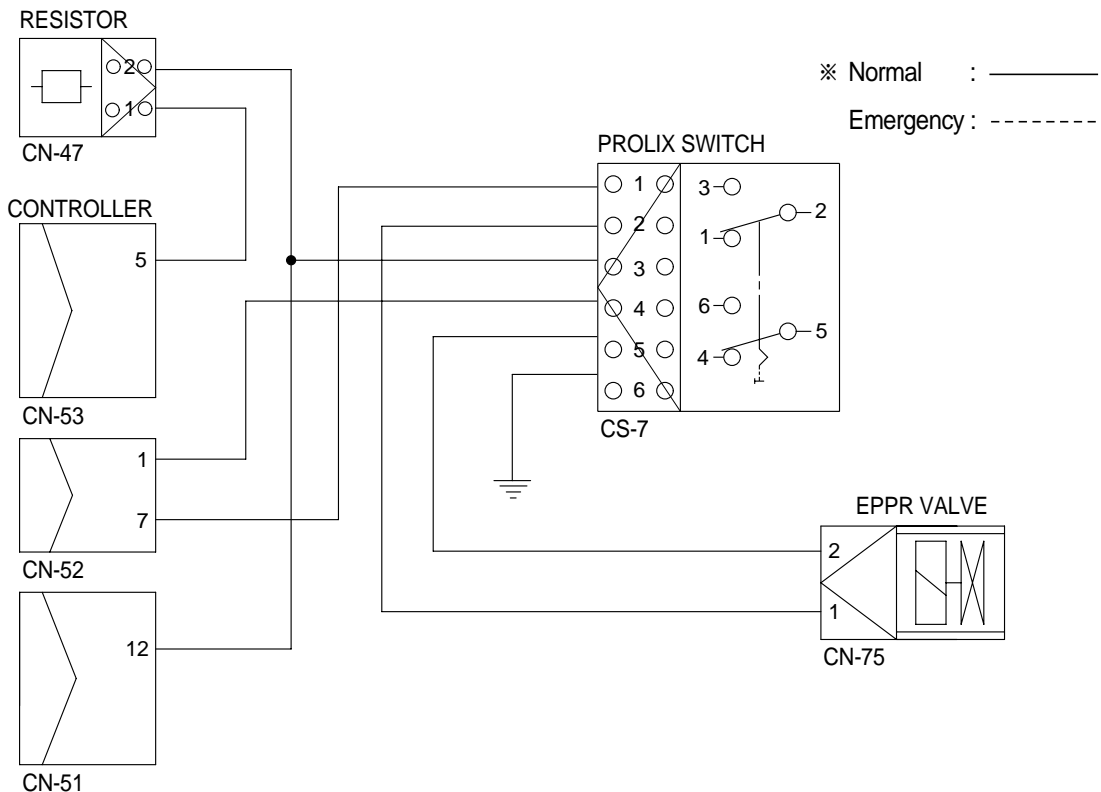 RESISTOR
2
1
CN-47
※ Normal :
Emergency :
CONTROLLER
5
CN-53
1
7
CN-52
12
CN-51
PROLIX SWITCH
1
2
3
4
5
6
3
2
1
6
5
4
CS-7
EPPR VALVE
2
1
CN-75